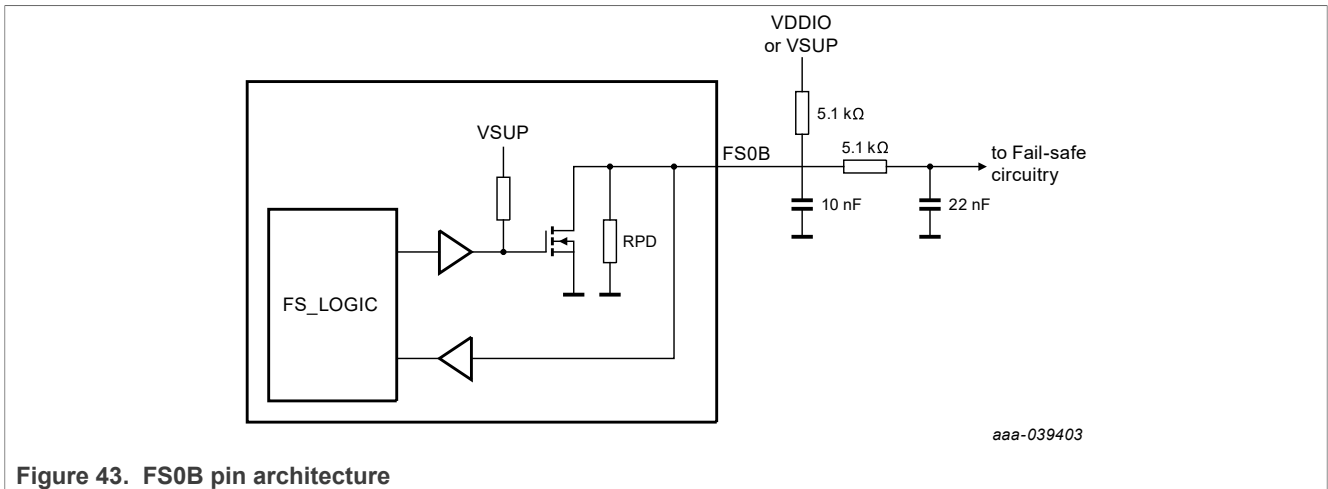 VDDIO
or VSUP
5.1 kΩ
VSUP
5.1 kΩ
FS0B
to Fail-safe
circuitry
10 nF
22 nF
RPD
FS_LOGIC
aaa-039403
Figure 43. FS0B pin architecture